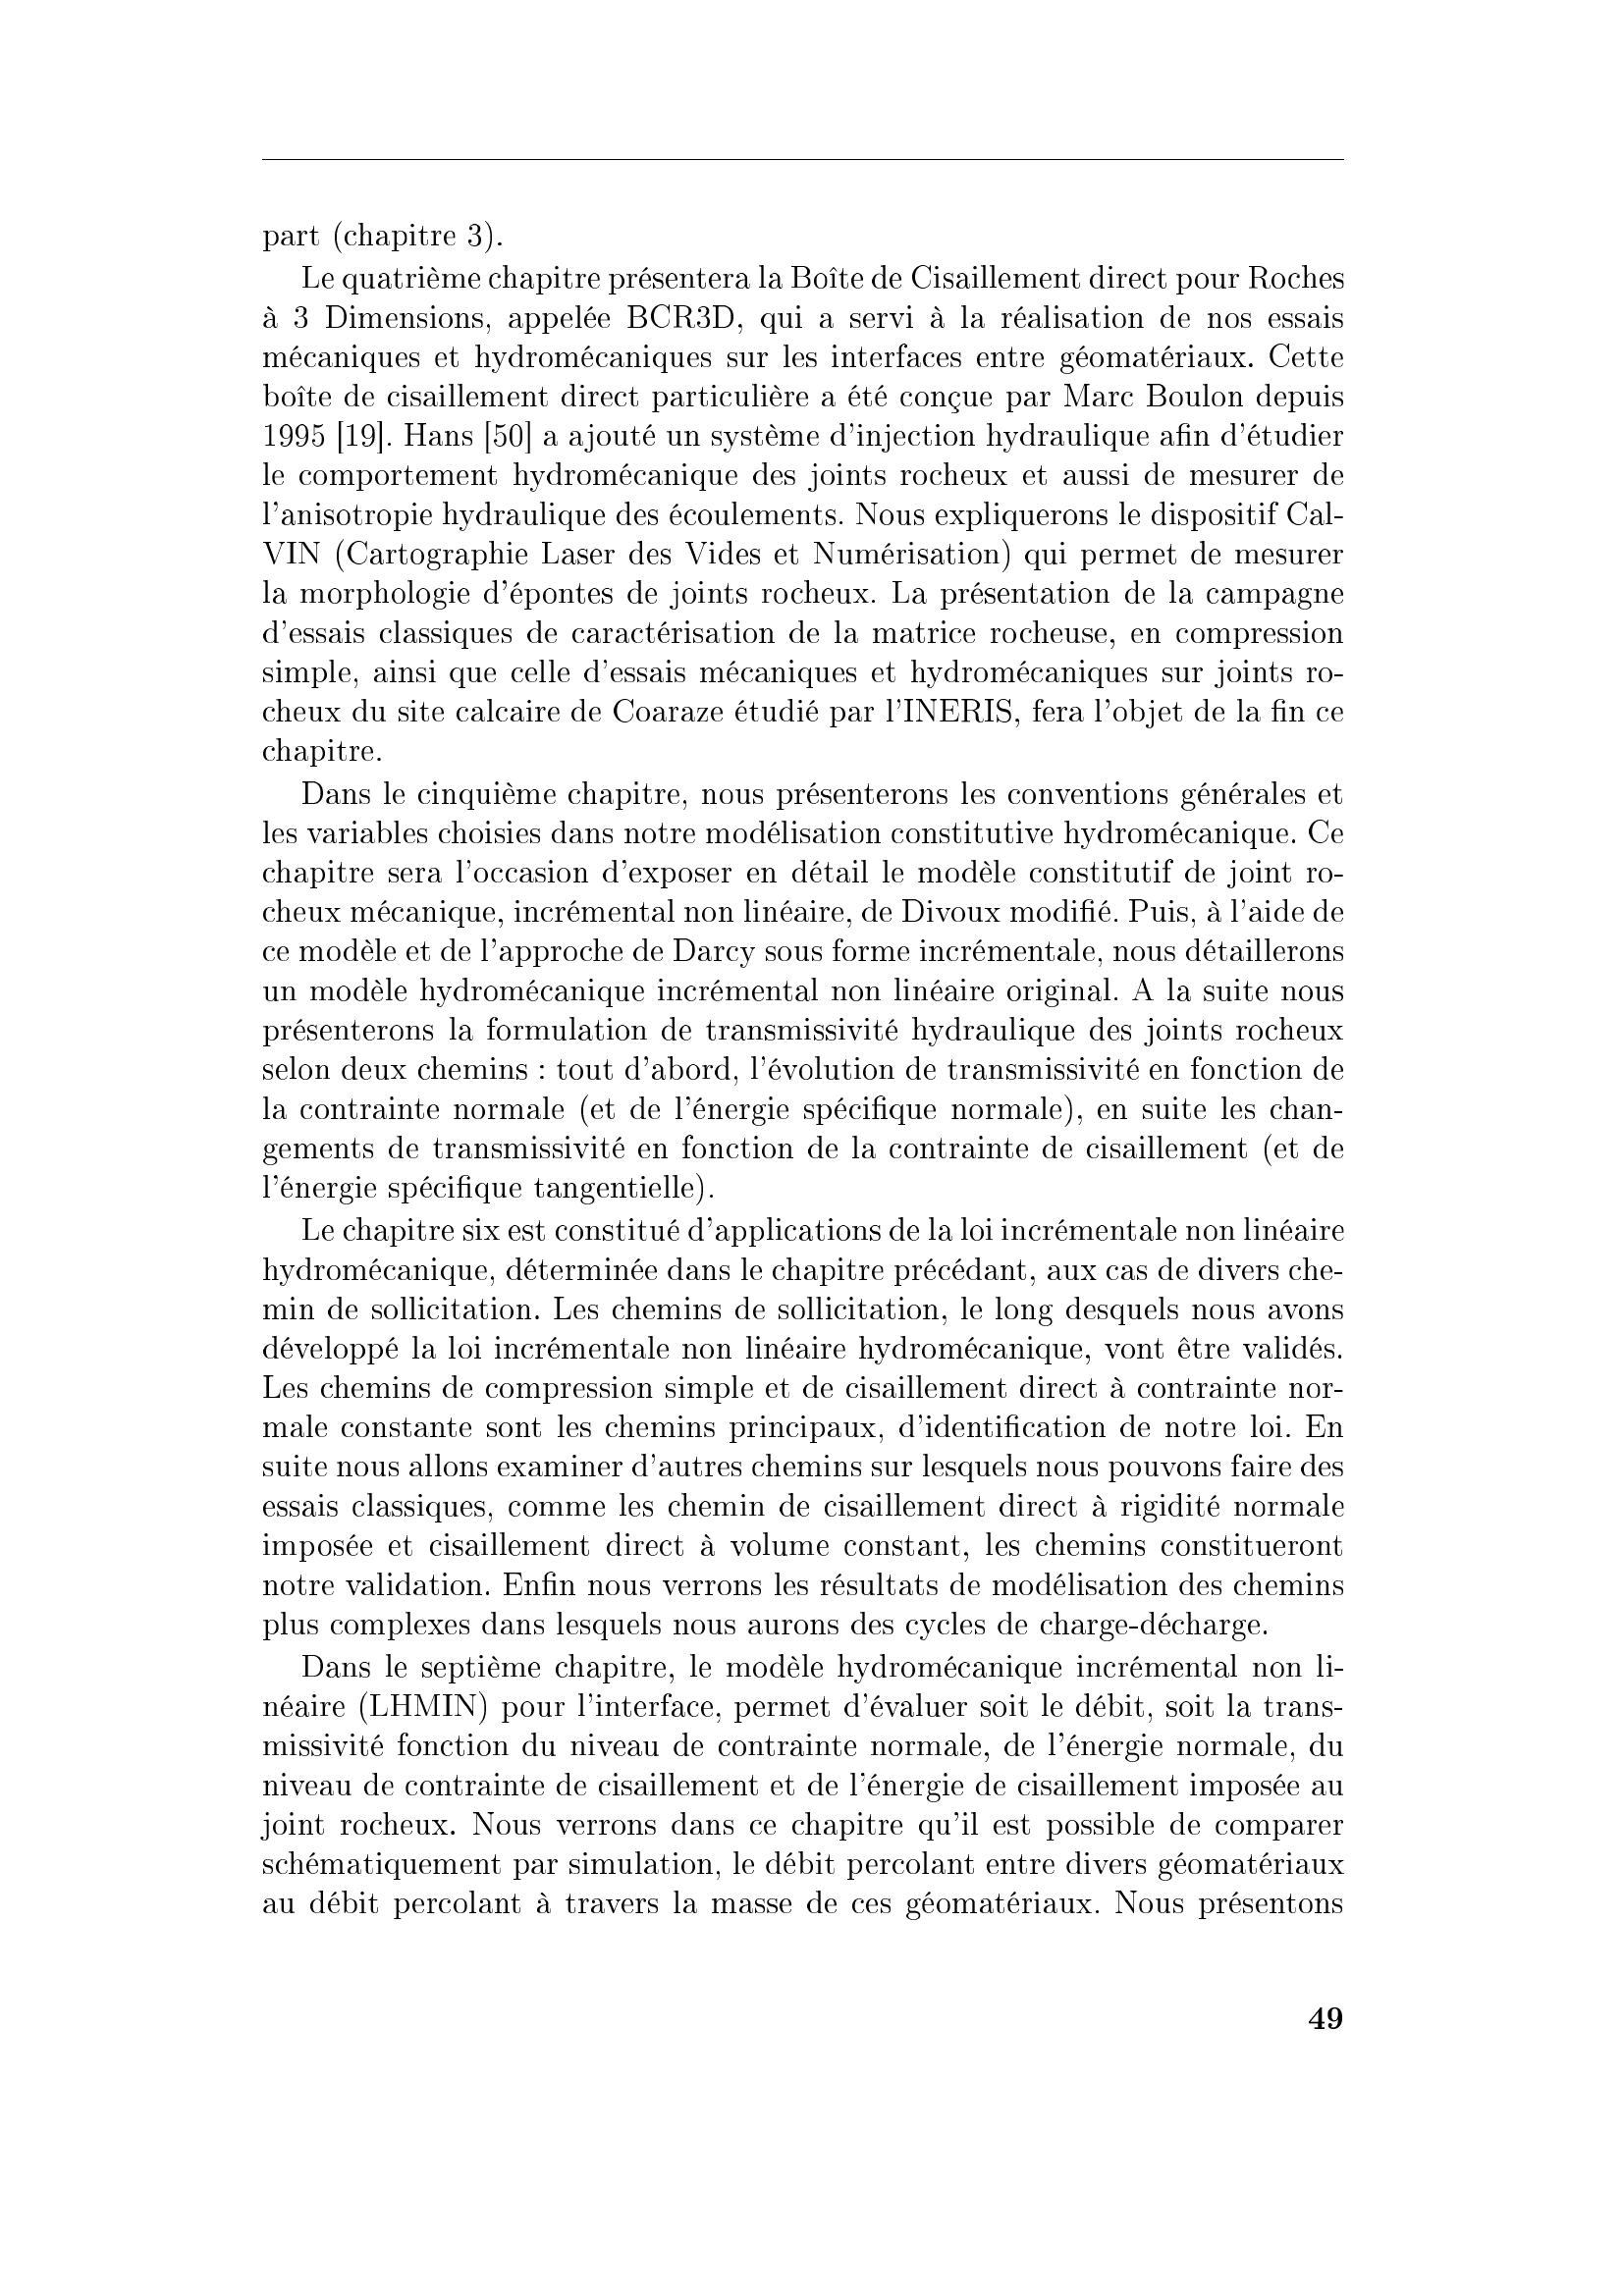 part (chapitre 3).
Le quatrième chapitre présentera la Boîte de Cisaillement direct pour Roches
à 3 Dimensions, appelée BCR3D, qui a servi à la réalisation de nos essais
mécaniques et hydromécaniques sur les interfaces entre géomatériaux. Cette
boîte de cisaillement direct particulière a été conçue par Marc Boulon depuis
1995 [19]. Hans [50] a ajouté un système d'injection hydraulique afin d'étudier
le comportement hydromécanique des joints rocheux et aussi de mesurer de
l'anisotropie hydraulique des écoulements. Nous expliquerons le dispositif Cal-
VIN (Cartographie Laser des Vides et Numérisation) qui permet de mesurer
la morphologie d'épontes de joints rocheux. La présentation de la campagne
d'essais classiques de caractérisation de la matrice rocheuse, en compression
simple, ainsi que celle d'essais mécaniques et hydromécaniques sur joints ro-
cheux du site calcaire de Coaraze étudié par l'INERIS, fera l'objet de la fin ce
chapitre.
Dans le cinquième chapitre, nous présenterons les conventions générales et
les variables choisies dans notre modélisation constitutive hydromécanique. Ce
chapitre sera l'occasion d'exposer en détail le modèle constitutif de joint ro-
cheux mécanique, incrémental non linéaire, de Divoux modifié. Puis, à l'aide de
ce modèle et de l'approche de Darcy sous forme incrémentale, nous détaillerons
un modèle hydromécanique incrémental non linéaire original. A la suite nous
présenterons la formulation de transmissivité hydraulique des joints rocheux
selon deux chemins : tout d'abord, l'évolution de transmissivité en fonction de
la contrainte normale (et de l'énergie spécifique normale), en suite les chan-
gements de transmissivité en fonction de la contrainte de cisaillement (et de
l'énergie spécifique tangentielle).
Le chapitre six est constitué d'applications de la loi incrémentale non linéaire
hydromécanique, déterminée dans le chapitre précédant, aux cas de divers che-
min de sollicitation. Les chemins de sollicitation, le long desquels nous avons
développé la loi incrémentale non linéaire hydromécanique, vont être validés.
Les chemins de compression simple et de cisaillement direct à contrainte nor-
male constante sont les chemins principaux, d'identification de notre loi. En
suite nous allons examiner d'autres chemins sur lesquels nous pouvons faire des
essais classiques, comme les chemin de cisaillement direct à rigidité normale
imposée et cisaillement direct à volume constant, les chemins constitueront
notre validation. Enfin nous verrons les résultats de modélisation des chemins
plus complexes dans lesquels nous aurons des cycles de charge-décharge.
Dans le septième chapitre, le modèle hydromécanique incrémental non li-
néaire (LHMIN) pour l'interface, permet d'évaluer soit le débit, soit la trans-
missivité fonction du niveau de contrainte normale, de l'énergie normale, du
niveau de contrainte de cisaillement et de l'énergie de cisaillement imposée au
joint rocheux. Nous verrons dans ce chapitre qu'il est possible de comparer
schématiquement par simulation, le débit percolant entre divers géomatériaux
au débit percolant à travers la masse de ces géomatériaux. Nous présentons
49